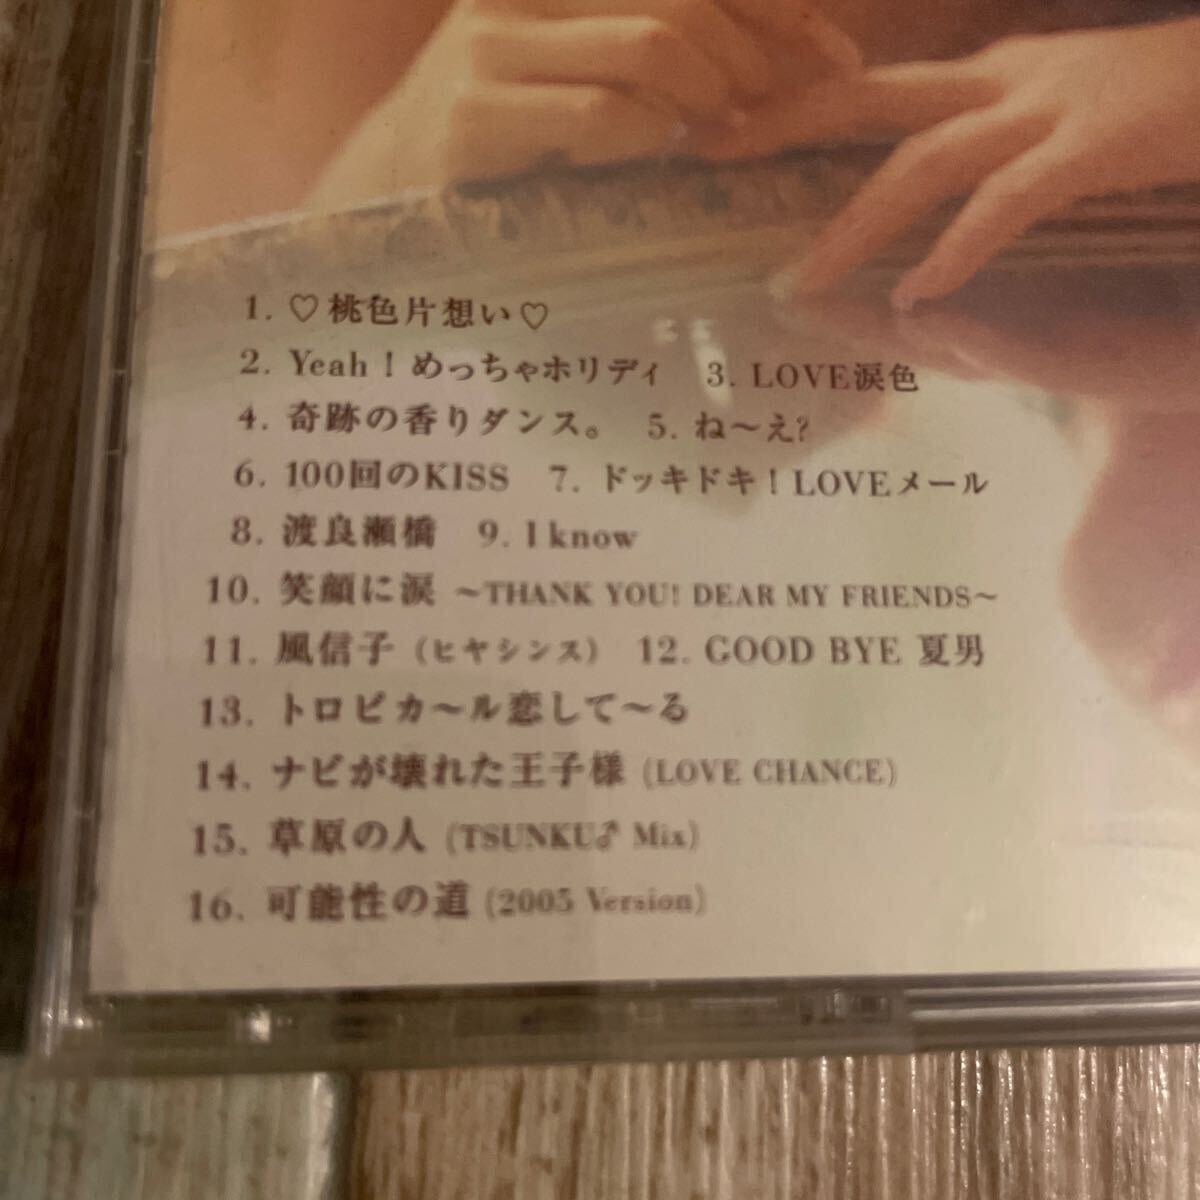 1. ♡桃色片想い♡
2. Yeah！めっちゃホリディ 3. LOVE涙色
4. 奇跡の香りダンス。 5. ね〜え?
6. 100回のKISS 7. ドッキドキ！LOVEメール
8. 渡良瀬橋 9. I know
10. 笑顔に涙 〜THANK YOU! DEAR MY FRIENDS〜
11. 風信子（ヒヤシンス） 12. GOOD BYE 夏男
13. トロピカ〜ル恋して〜る
14. ナビが壊れた王子様 (LOVE CHANCE)
15. 草原の人 (TSUNKU♂ Mix)
16. 可能性の道 (2005 Version)